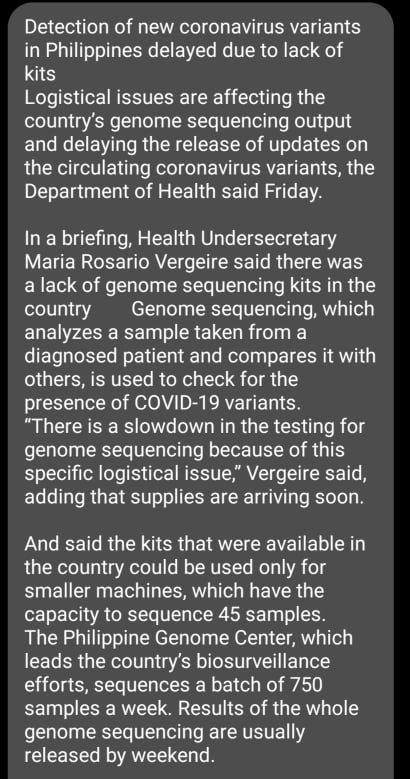 Detection of new coronavirus variants
in Philippines delayed due to lack of
kits
Logistical issues are affecting the
country’s genome sequencing output
and delaying the release of updates on
the circulating coronavirus variants, the
Department of Health said Friday.
In a briefing, Health Undersecretary
Maria Rosario Vergeire said there was
a lack of genome sequencing kits in the
country Genome sequencing, which
analyzes a sample taken from a
diagnosed patient and compares it with
others, is used to check for the
presence of COVID-19 variants.
“There is a slowdown in the testing for
genome sequencing because of this
specific logistical issue,” Vergeire said,
adding that supplies are arriving soon.
And said the kits that were available in
the country could be used only for
smaller machines, which have the
capacity to sequence 45 samples.
The Philippine Genome Center, which
leads the country’s biosurveillance
efforts, sequences a batch of 750
samples a week. Results of the whole
genome sequencing are usually
released by weekend.